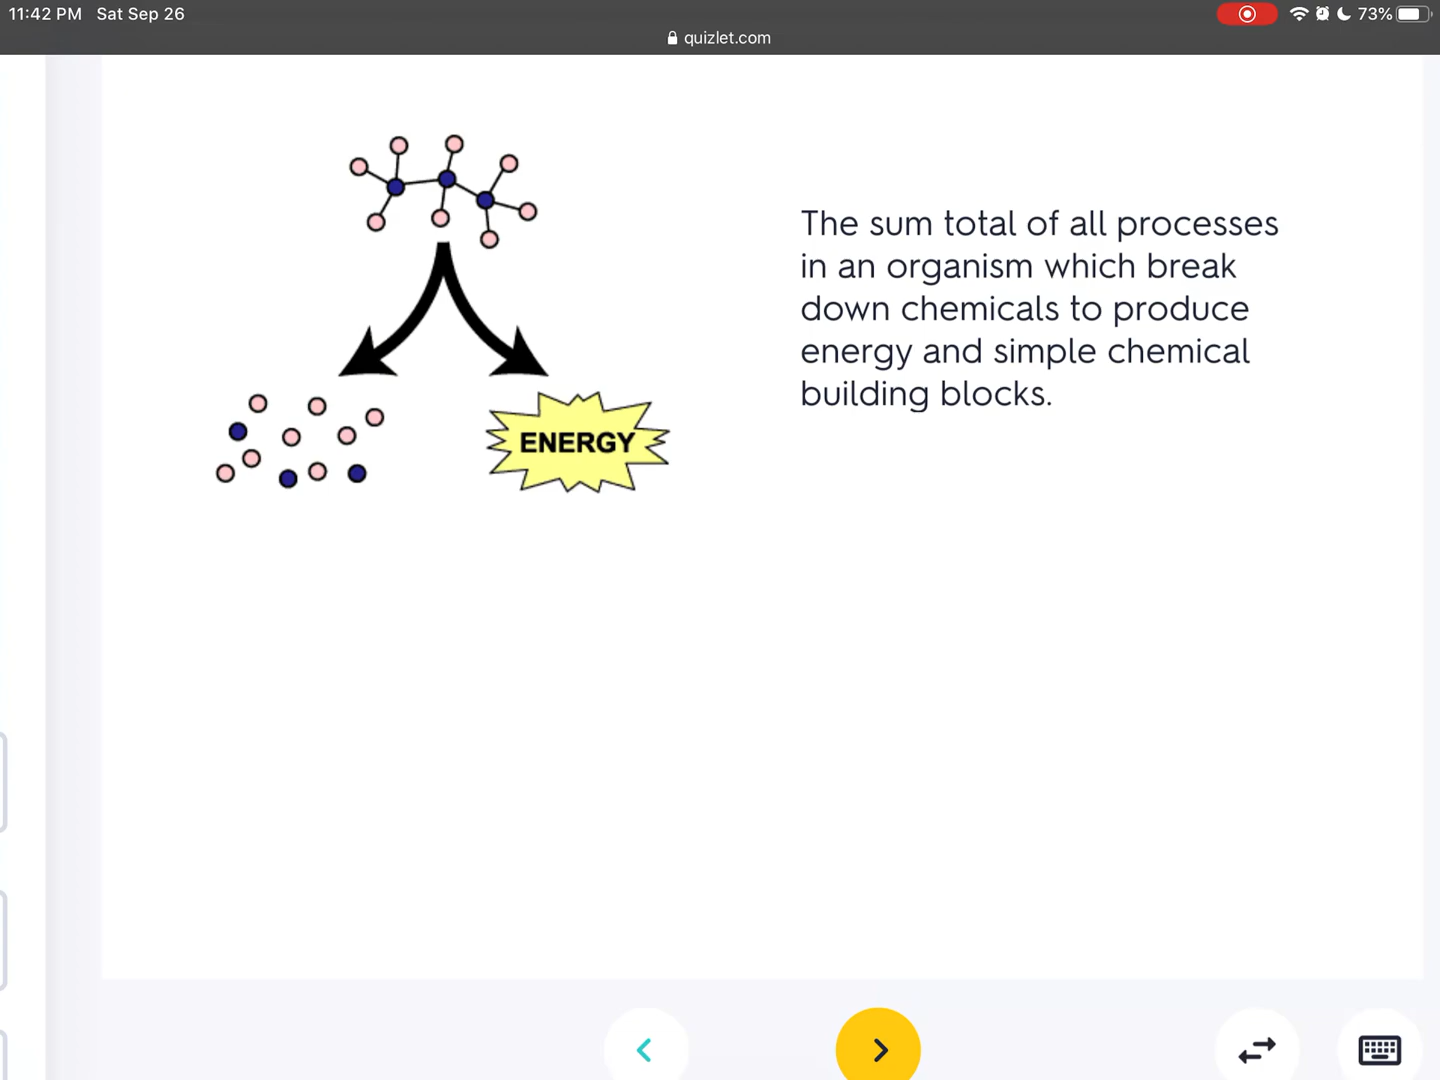 11:42 PM Sat Sep 26
73%
quizlet.com
The sum total of all processes
in an organism which break
down chemicals to produce
energy and simple chemical
building blocks.
ENERGY